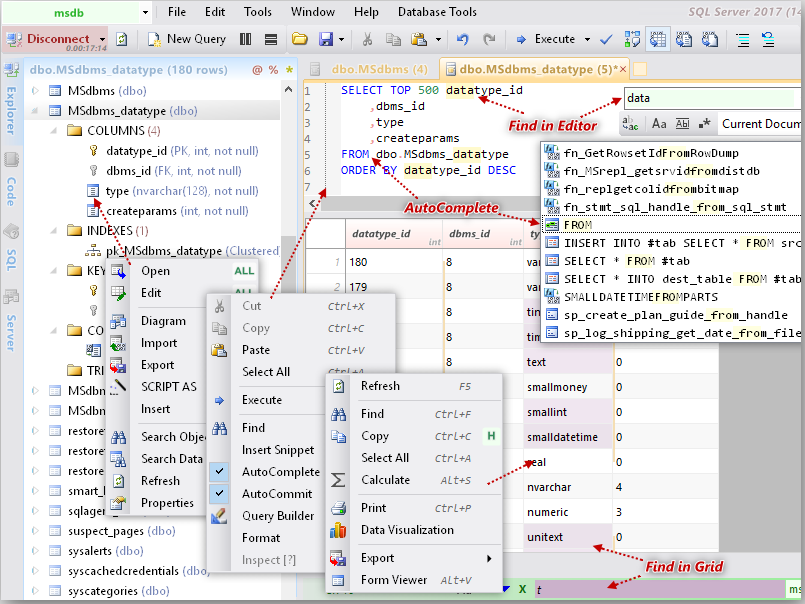 msdb
File Edit Tools Window Help Database Tools
SQL Server 2017 (14
Disconnect
0.00:17:14
New Query
Execute
dbo.MSdbms_datatype (180 rows) @ % *
dbo.MSdbms (4)
dbo.MSdbms_datatype (5)*×
Explorer
Code
SQL
Server
MSdbms (dbo)
MSdbms_datatype (dbo)
COLUMNS (4)
datatype_id (PK, int, not null)
dbms_id (FK, int, not null)
type (nvarchar(128), not null)
createparams (int, not null)
INDEXES (1)
pk_MSdbms_datatype (Clustered
KEY
CO
TRI
MSdbm
MSdbm
restore
restore
restore
smart_
sqlage
suspect_pages (dbo)
sysalerts (dbo)
syscachedcredentials (dbo)
syscategories (dbo)
1 SELECT TOP 500 datatype_id
2 ,dbms_id
3 ,type
4 ,createparams
5 FROM dbo.MSdbms_datatype
6 ORDER BY datatype_id DESC
7
Find in Editor
data
Aa
Current Docum
AutoComplete
fn_GetRowsetIdFromRowDump
fn_MSrepl_getsrvidfromdistdb
fn_replgetcolidfrombitmap
fn_stmt_sql_handle_from_sql_stmt
FROM
INSERT INTO #tab SELECT * FROM src
SELECT * FROM #tab
SELECT * INTO dest_table FROM #tab
SMALLDATETIMEFROMPARTS
sp_create_plan_guide_from_handle
sp_log_shipping_get_date_from_file
datatype_id int
dbms_id int
ty
1 180 8 var
2 179 8 var
8 tim
8 tim
8 text 0
smallmoney 0
smallint 0
smalldatetime 0
real 0
nvarchar 4
numeric 3
unitext 0
Find in Grid
X t
ms
Open ALL
Edit ALL
Diagram
Import
Export
SCRIPT AS
Insert
Search Obje
Search Data
Refresh
Properties
Cut Ctrl+X
Copy Ctrl+C
Paste Ctrl+V
Select All Ctrl+A
Execute
Find
Insert Snippet
AutoComplete
AutoCommit
Query Builder
Format
Inspect [?]
Refresh F5
Find Ctrl+F
Copy Ctrl+C H
Select All Ctrl+A
Calculate Alt+S
Print Ctrl+P
Data Visualization
Export
Form Viewer Alt+V